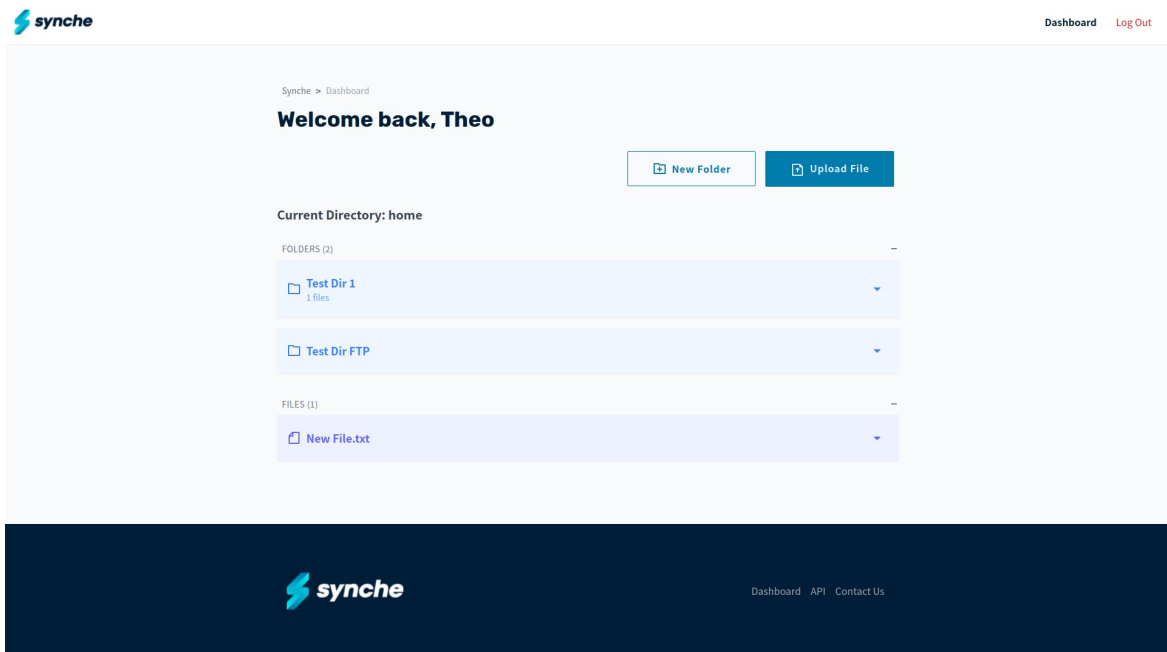 synche
Dashboard Log Out
Synche > Dashboard
Welcome back, Theo
New Folder
Upload File
Current Directory: home
FOLDERS (2) –
Test Dir 1
1 files
Test Dir FTP
FILES (1) –
New File.txt
synche
Dashboard API Contact Us